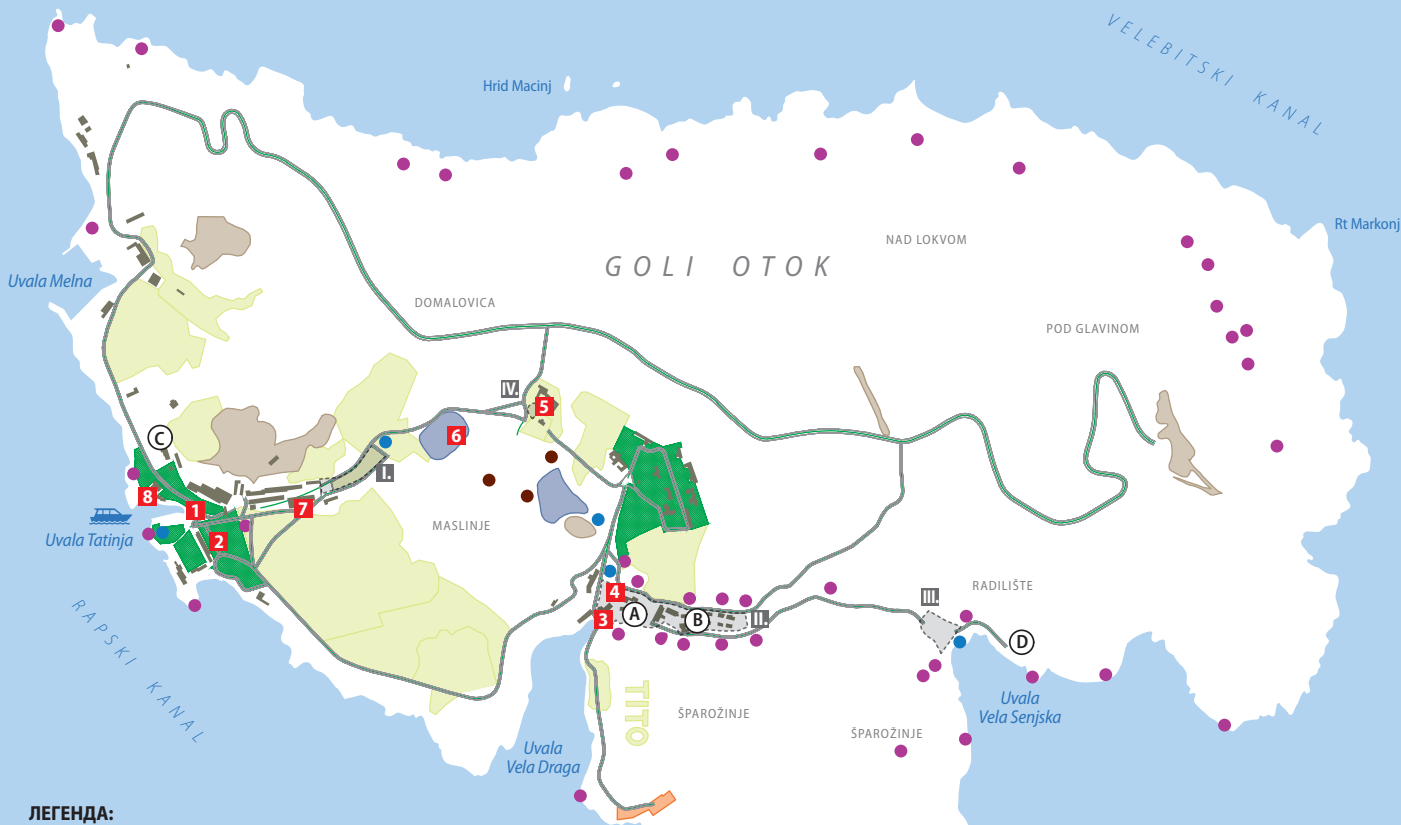 VELEBITSKI KANAL
Hrid Macinj
Rt Markonj
NAD LOKVOM
GOLI OTOK
Uvala Melna
DOMALOVICA
POD GLAVINOM
IV.
5
6
C
I.
8
1
7
2
MASLINJE
Uvala Tatinja
4
3
A
B
II.
III.
RADILIŠTE
D
RAPSKI KANAL
TITO
ŠPAROŽINJE
ŠPAROŽINJE
Uvala
Vela Senjska
Uvala
Vela Draga
ЛЕГЕНДА: